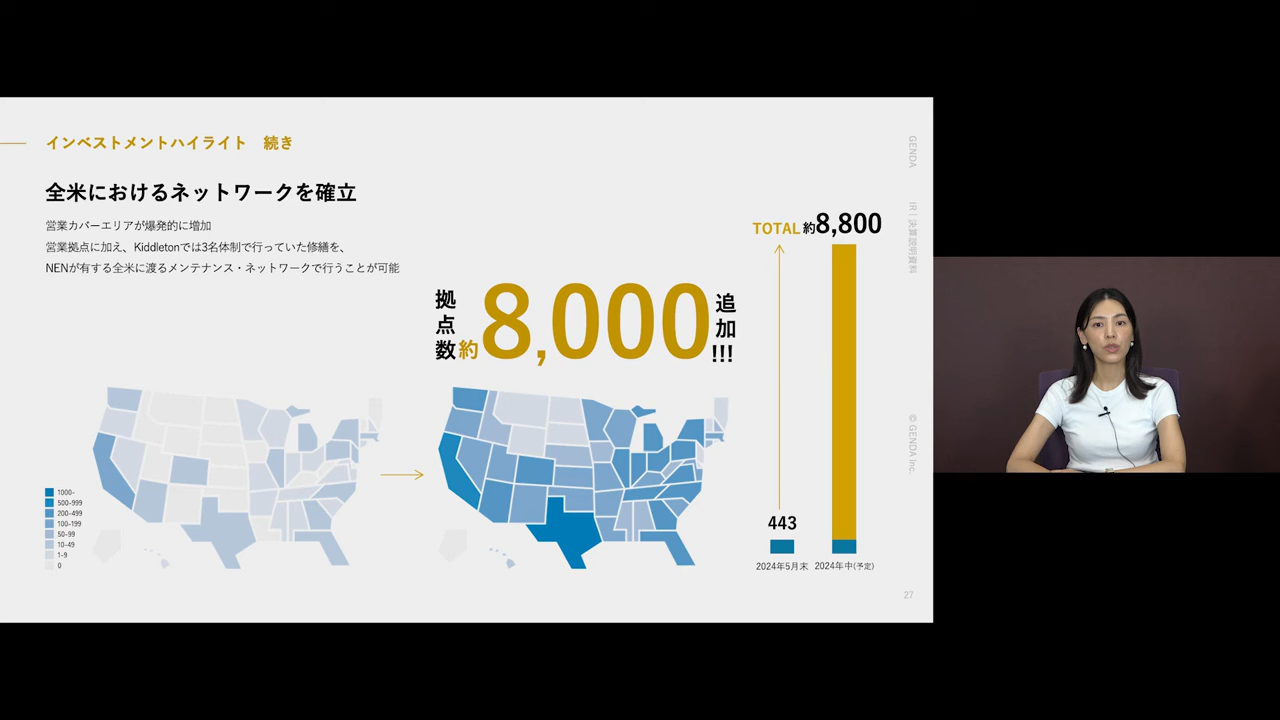 インベストメントハイライト 続き
全米におけるネットワークを確立
営業カバーエリアが爆発的に増加
営業拠点に加え、Kiddletonでは3名体制で行っていた修繕を、
NENが有する全米に渡るメンテナンス・ネットワークで行うことが可能
拠点数約8,000追加!!!
TOTAL 約8,800
443
2024年5月末
2024年中(予定)
1000-
500-999
200-499
100-199
50-99
10-49
1-9
0
GENDA
IR | 決算説明資料
© GENDA Inc.
27